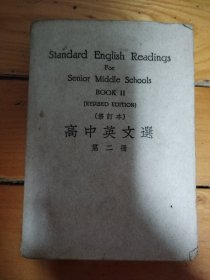 Standard English Readings
For
Senior Middle Schools
BOOK II
[REVISED EDITION]
(修訂本)
高中英文選
第二冊